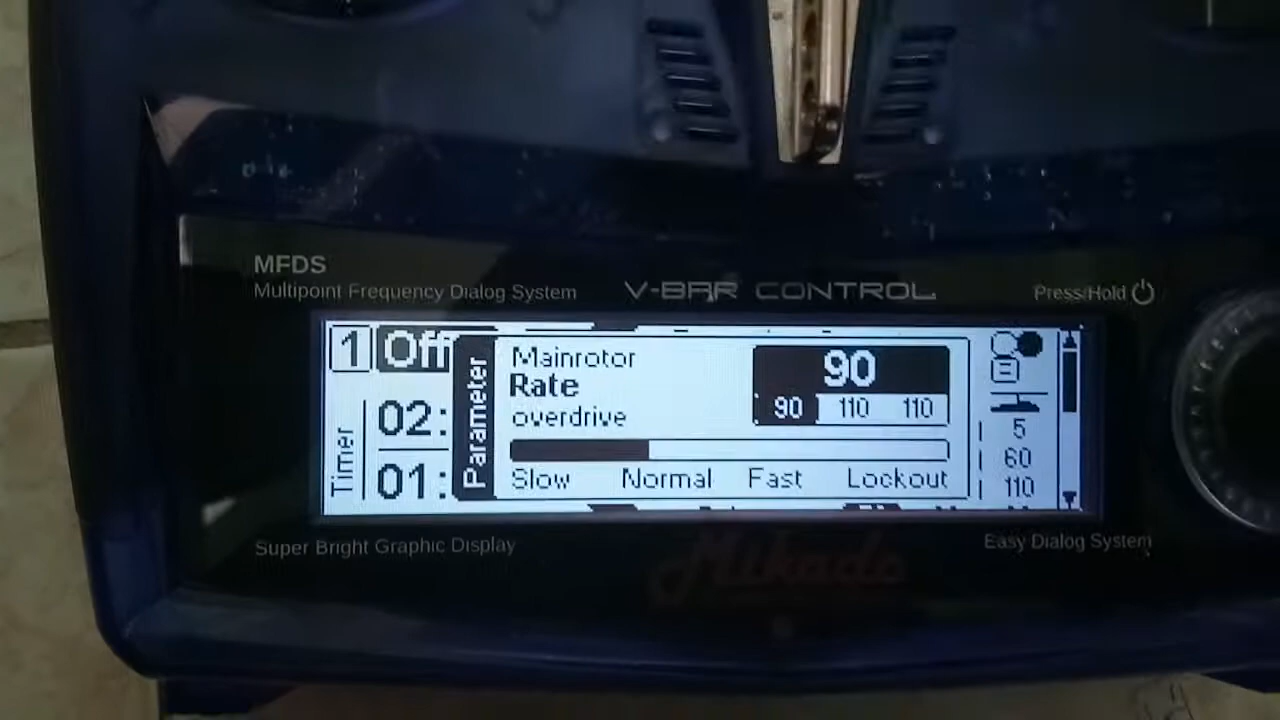 MFDS
Multipoint Frequency Dialog System
V-BAR CONTROL
Press/Hold
1 Off
Timer
02:
01:
Parameter
Mainrotor
Rate
overdrive
90
90 110 110
Slow Normal Fast Lockout
5
60
110
Super Bright Graphic Display
Mikado
Easy Dialog System